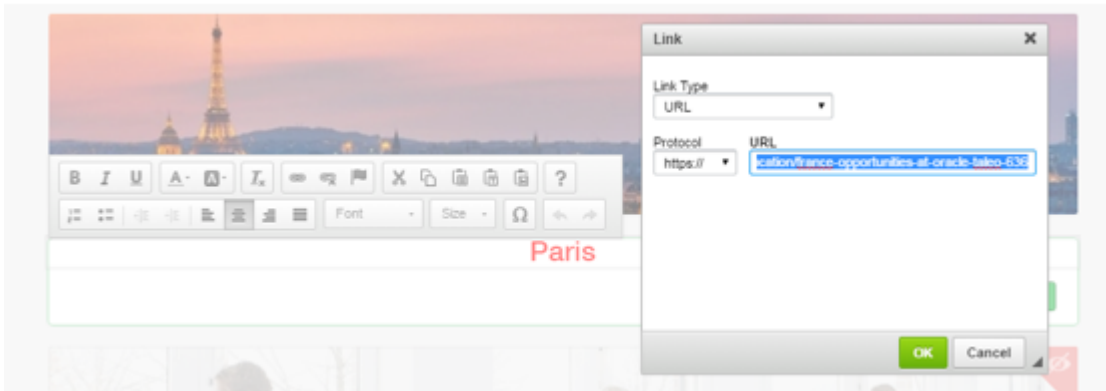 Link
Link Type
URL
Protocol URL
https:// ication/france-opportunities-at-oracle-taleo-636
B I U A A Tx ?
Font Size Ω
Paris
OK Cancel